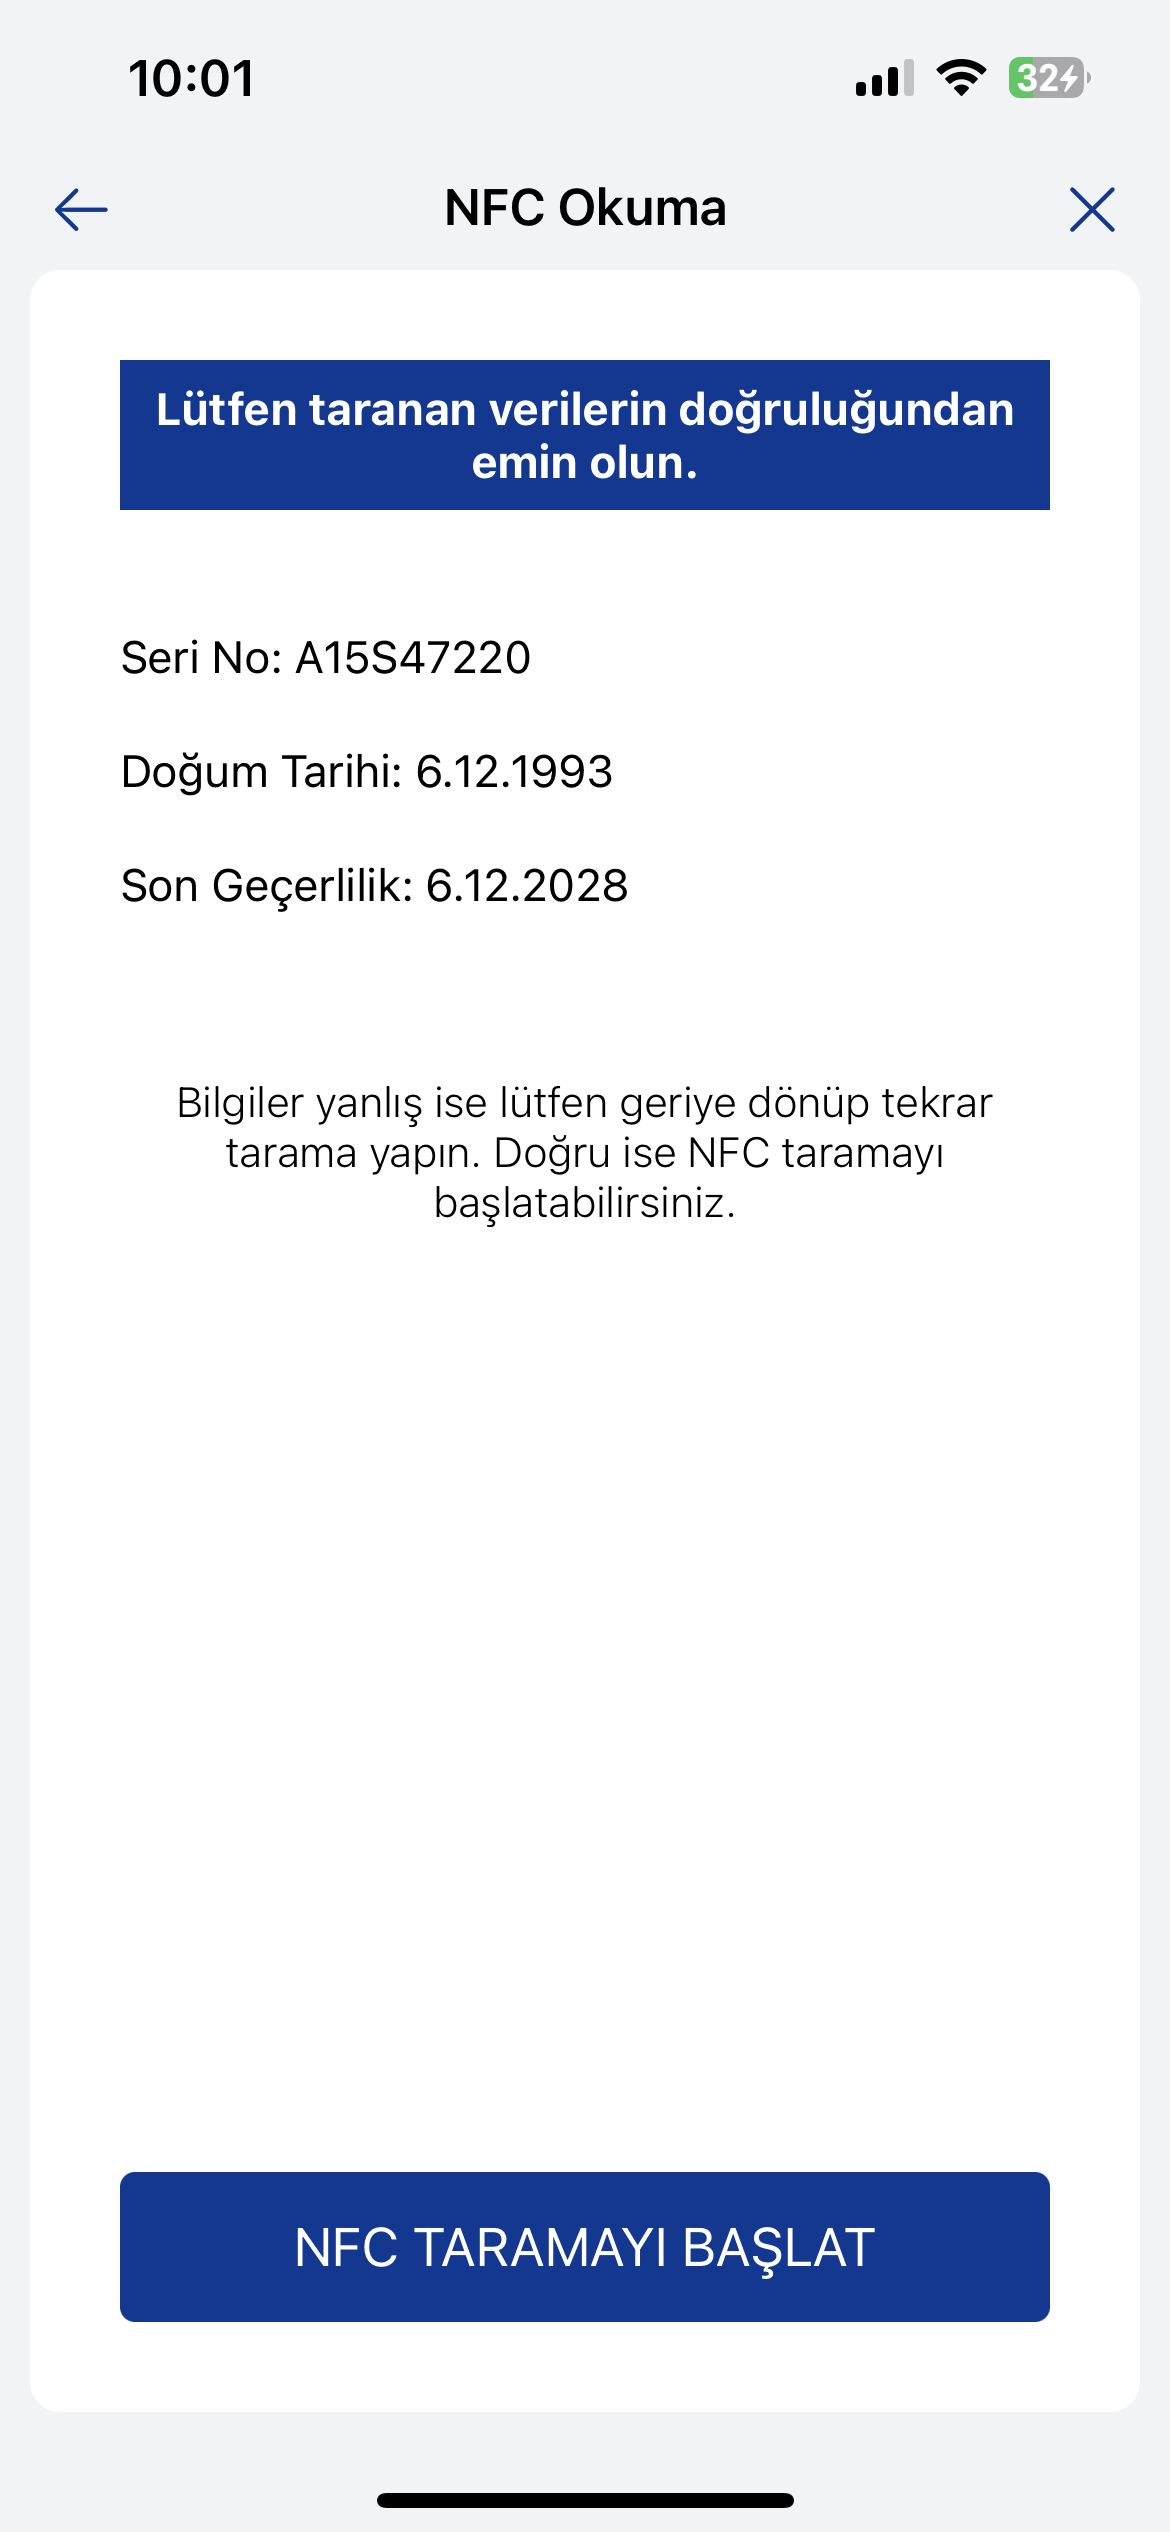 10:01
32
NFC Okuma
Lütfen taranan verilerin doğruluğundan
emin olun.
Seri No: A15S47220
Doğum Tarihi: 6.12.1993
Son Geçerlilik: 6.12.2028
Bilgiler yanlış ise lütfen geriye dönüp tekrar
tarama yapın. Doğru ise NFC taramayı
başlatabilirsiniz.
NFC TARAMAYI BAŞLAT